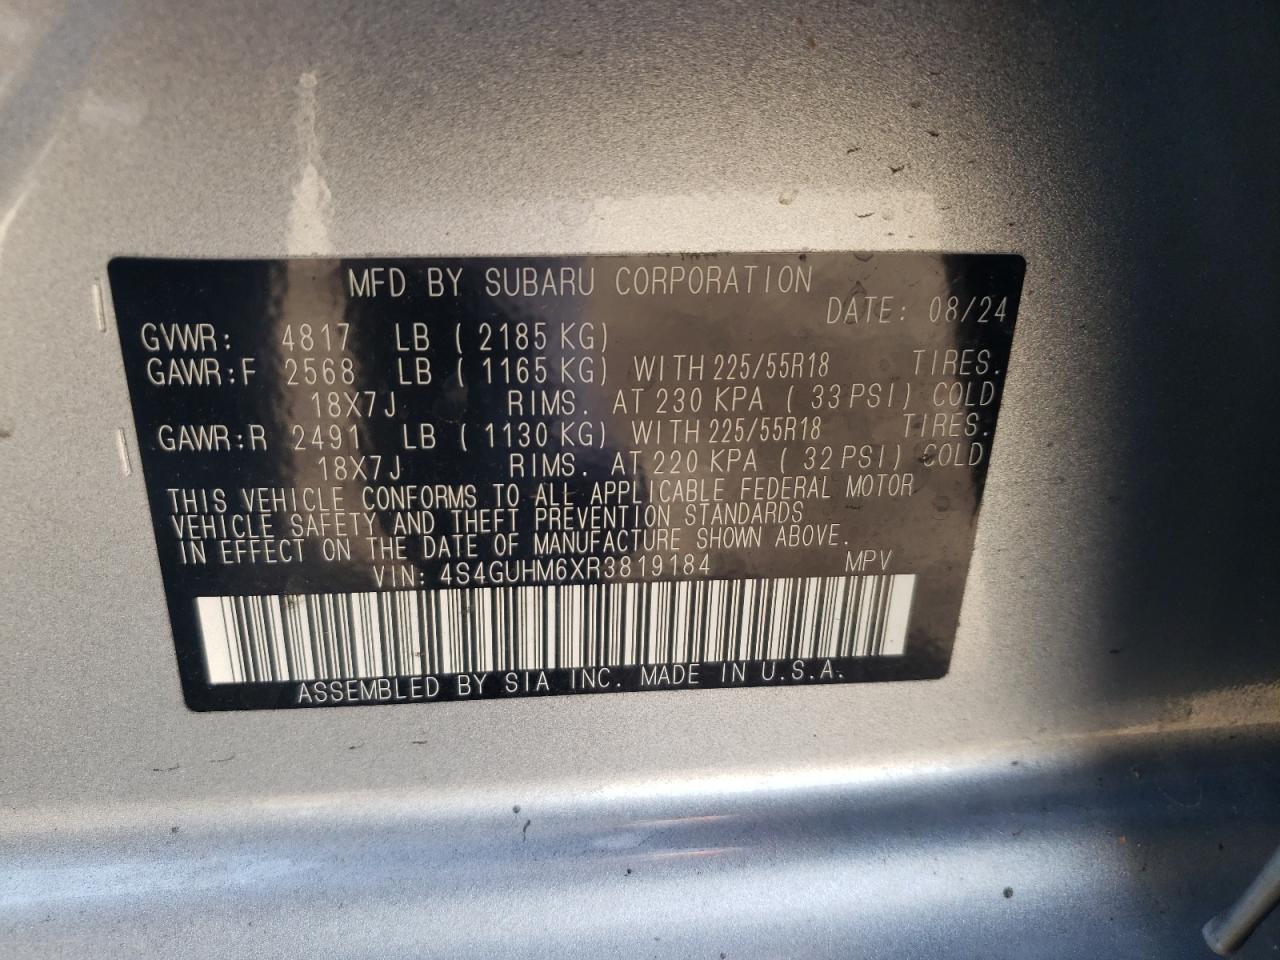 MFD BY SUBARU CORPORATION
DATE: 08/24
GVWR: 4817 LB ( 2185 KG)
GAWR:F 2568 LB ( 1165 KG) WITH 225/55R18 TIRES.
18X7J RIMS. AT 230 KPA ( 33 PSI) COLD
GAWR:R 2491 LB ( 1130 KG) WITH 225/55R18 TIRES.
18X7J RIMS. AT 220 KPA ( 32 PSI) COLD
THIS VEHICLE CONFORMS TO ALL APPLICABLE FEDERAL MOTOR
VEHICLE SAFETY AND THEFT PREVENTION STANDARDS
IN EFFECT ON THE DATE OF MANUFACTURE SHOWN ABOVE.
VIN: 4S4GUHM6XR3819184 MPV
ASSEMBLED BY SIA INC. MADE IN U.S.A.